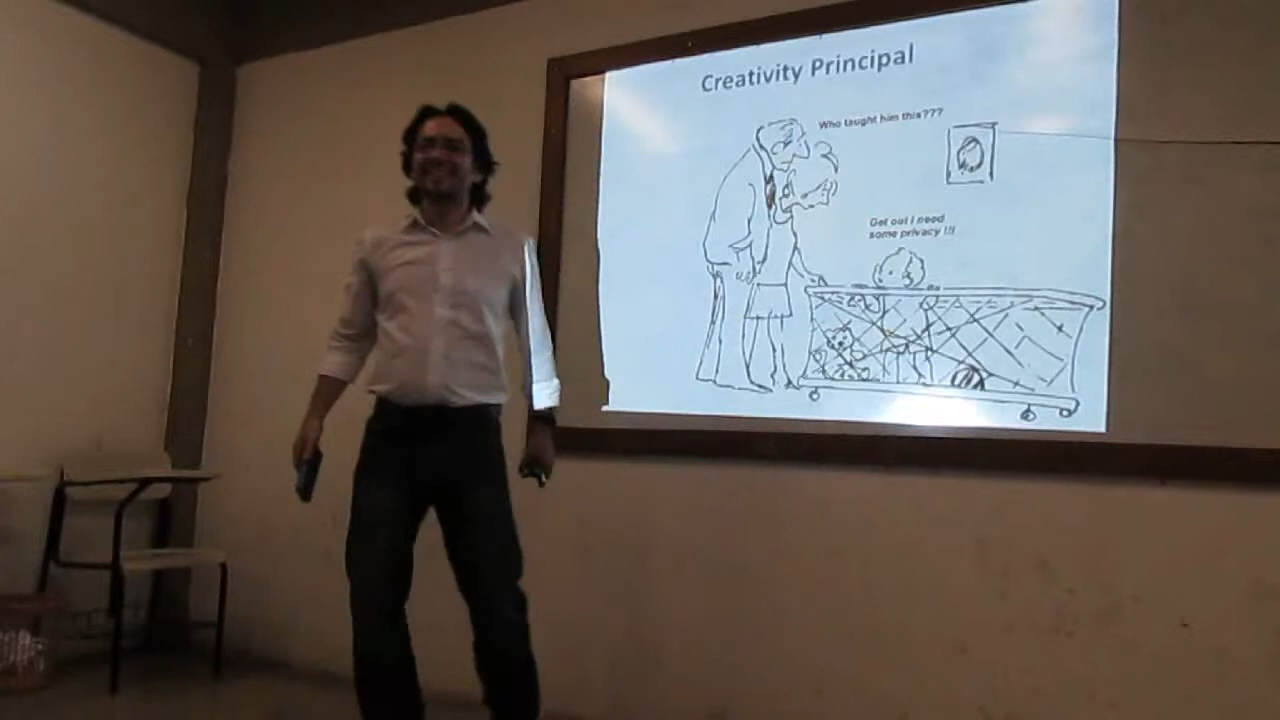 Creativity Principal
Who taught him this???
Get out I need
some privacy !!!